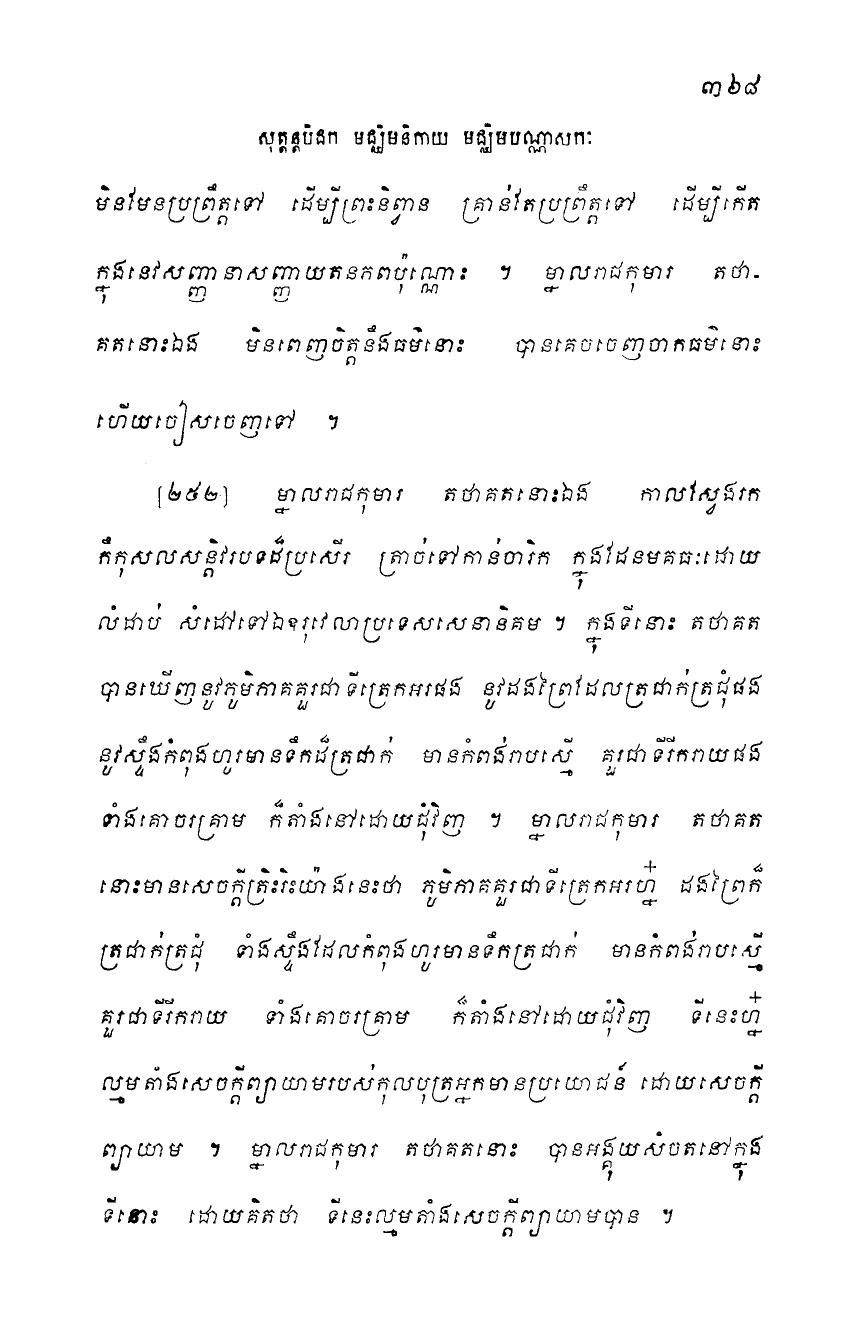 ៣៦៨
សុត្តន្តបិដក មជ្ឈិមនិកាយ មជ្ឈិមបណ្ណាសកៈ
មិនមែនប្រព្រឹត្តទៅ ដើម្បីព្រះនិព្វាន គ្រាន់តែប្រព្រឹត្តទៅ ដើម្បីកើត
ក្នុងនេវសញ្ញានាសញ្ញាយតនភពប៉ុណ្ណោះ ។ ម្នាលរាជកុមារ តថា-
គតនោះឯង មិនពេញចិត្តនឹងធម៌នោះ បានគេចចេញចាកធម៌នោះ
ហើយចៀសចេញទៅ ។
[២៥២] ម្នាលរាជកុមារ តថាគតនោះឯង កាលស្វែងរក
កឹកុសលសន្តិវរបទដ៏ប្រសើរ ត្រាច់ទៅកាន់ចារិក ក្នុងដែនមគធៈដោយ
លំដាប់ សំដៅទៅឯឧរុវេលាប្រទេសសេនានិគម ។ ក្នុងទីនោះ តថាគត
បានឃើញនូវភូមិភាគគួរជាទីត្រេកអរផង នូវដងព្រៃដែលត្រជាក់ត្រជុំផង
នូវស្ទឹងកំពុងហូរមានទឹកដ៏ត្រជាក់ មានកំពង់រាបស្មើ គួរជាទីរីករាយផង
ទាំងគោចរគ្រាម ក៏តាំងនៅដោយជុំវិញ ។ ម្នាលរាជកុមារ តថាគត
នោះមានសេចក្តីត្រិះរិះយ៉ាងនេះថា ភូមិភាគគួរជាទីត្រេកអរហ្ន៎ ដងព្រៃក៏
ត្រជាក់ត្រជុំ ទាំងស្ទឹងដែលកំពុងហូរមានទឹកត្រជាក់ មានកំពង់រាបស្មើ
គួរជាទីរីករាយ ទាំងគោចរគ្រាម ក៏តាំងនៅដោយជុំវិញ ទីនេះហ្ន៎
ល្មមតាំងសេចក្តីព្យាយាមរបស់កុលបុត្រអ្នកមានប្រយោជន៍ ដោយសេចក្តី
ព្យាយាម ។ ម្នាលរាជកុមារ តថាគតនោះ បានអង្គុយសំចតនៅក្នុង
ទីនោះ ដោយគិតថា ទីនេះល្មមតាំងសេចក្តីព្យាយាមបាន ។